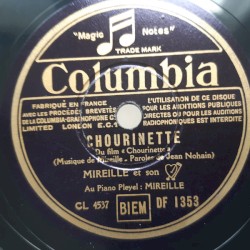 "Magic Notes"
TRADE MARK
Columbia
FABRIQUÉ EN FRANCE
AVEC LES PROCÉDÉS BREVETÉS
DE LA COLUMBIA-GRAPHOPHONE Cº
LIMITED LONDON E.C.1
L'UTILISATION DE CE DISQUE
POUR LES AUDITIONS PUBLIQUES
DIRECTES OU POUR LES AUDITIONS
RADIOPHONIQUES EST INTERDITE
CHOURINETTE
Du film « Chourinette »
(Musique de Mireille - Paroles de Jean Nohain)
MIREILLE et son
Au Piano Pleyel : MIREILLE
CL 4537 BIEM DF 1353